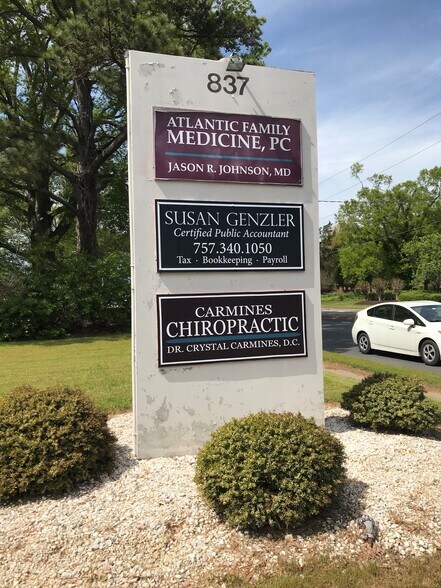 837
ATLANTIC FAMILY
MEDICINE, PC
JASON R. JOHNSON, MD
SUSAN GENZLER
Certified Public Accountant
757.340.1050
Tax · Bookkeeping · Payroll
CARMINES
CHIROPRACTIC
DR. CRYSTAL CARMINES, D.C.